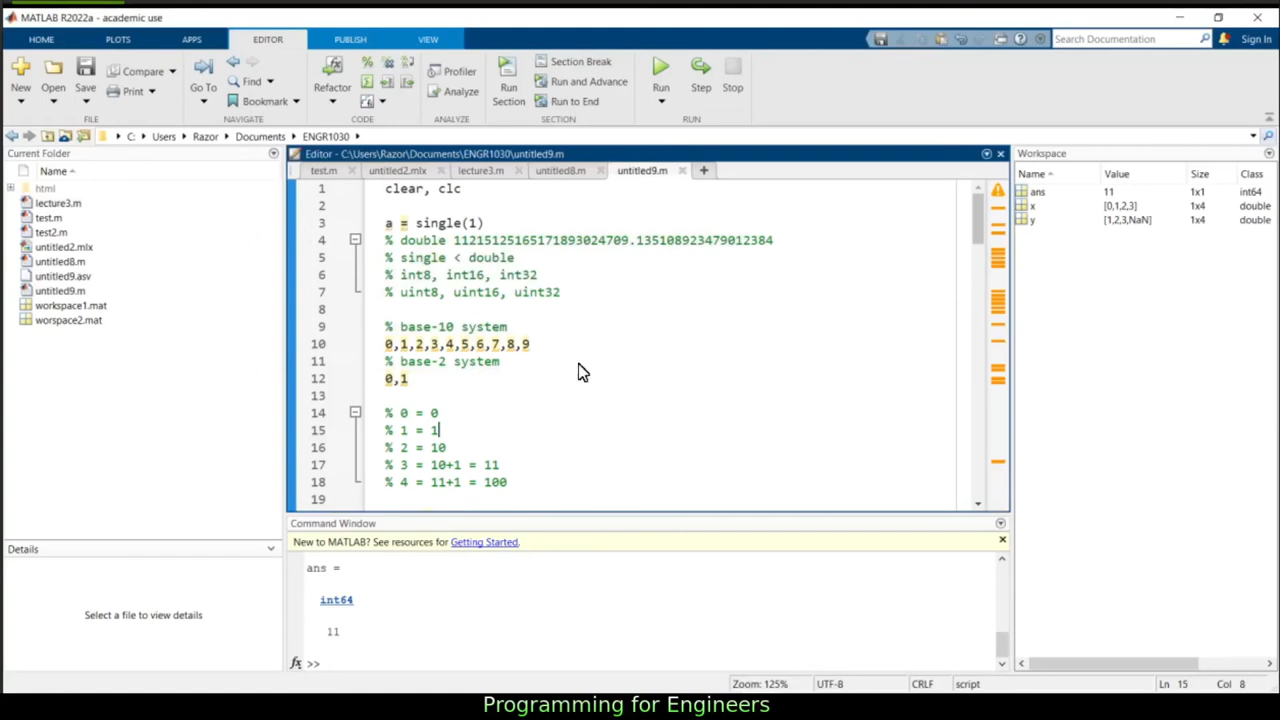 MATLAB R2022a - academic use
HOME PLOTS APPS EDITOR PUBLISH VIEW
Search Documentation
Sign In
New Open Save Compare Print
Go To Find Bookmark
Refactor
Profiler
Analyze
Run Section
Section Break
Run and Advance
Run to End
Run Step Stop
FILE NAVIGATE CODE ANALYZE SECTION RUN
C: Users Razor Documents ENGR1030
Current Folder
Name
html
lecture3.m
test.m
test2.m
untitled2.mlx
untitled8.m
untitled9.asv
untitled9.m
workspace1.mat
worspace2.mat
Details
Select a file to view details
Editor - C:\Users\Razor\Documents\ENGR1030\untitled9.m
test.m untitled2.mlx lecture3.m untitled8.m untitled9.m
1 clear, clc
2
3 a = single(1)
4 % double 11215125165171893024709.135108923479012384
5 % single < double
6 % int8, int16, int32
7 % uint8, uint16, uint32
8
9 % base-10 system
10 0,1,2,3,4,5,6,7,8,9
11 % base-2 system
12 0,1
13
14 % 0 = 0
15 % 1 = 1
16 % 2 = 10
17 % 3 = 10+1 = 11
18 % 4 = 11+1 = 100
19
Command Window
New to MATLAB? See resources for Getting Started.
ans =
int64
11
fx >>
Workspace
Name Value Size Class
ans 11 1x1 int64
x [0,1,2,3] 1x4 double
y [1,2,3,NaN] 1x4 double
Zoom: 125% UTF-8 CRLF script Ln 15 Col 8
Programming for Engineers